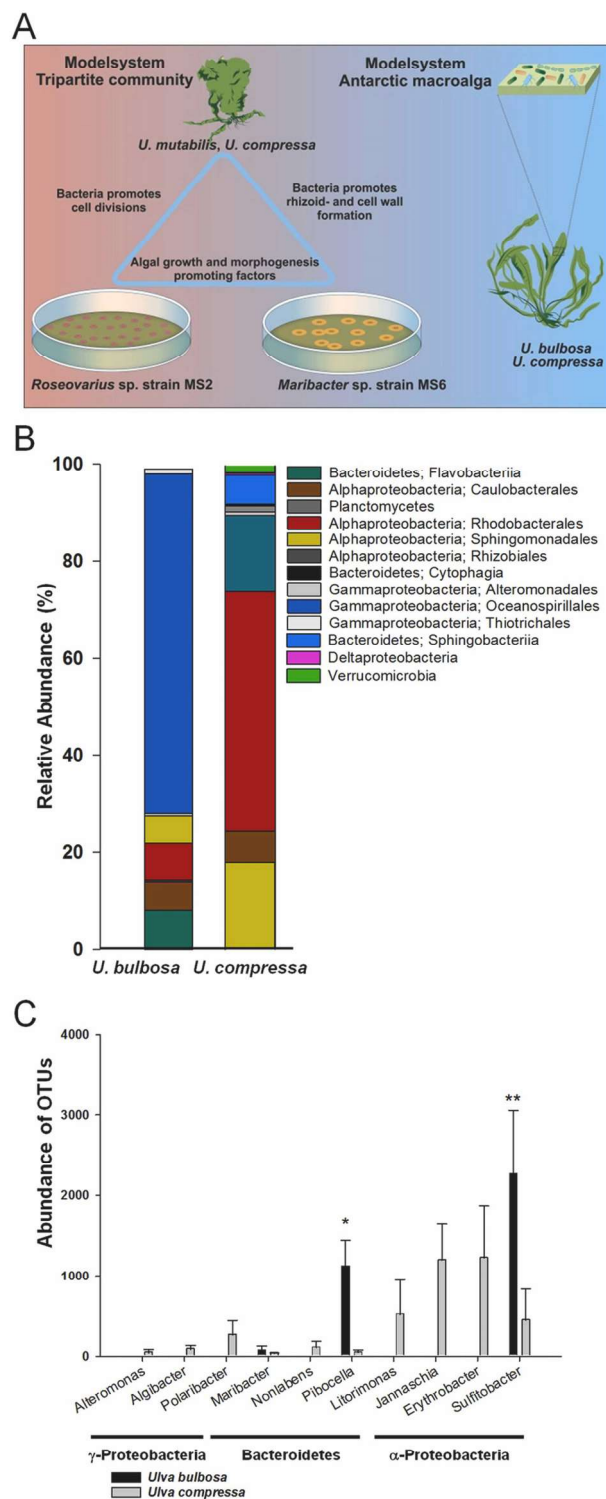 A
Modelsystem
Tripartite community
Modelsystem
Antarctic macroalga
U. mutabilis, U. compressa
Bacteria promotes
cell divisions
Bacteria promotes
rhizoid- and cell wall
formation
Algal growth and morphogenesis
promoting factors
Roseovarius sp. strain MS2
Maribacter sp. strain MS6
U. bulbosa
U. compressa
B
Relative Abundance (%)
100
80
60
40
20
0
U. bulbosa
U. compressa
Bacteroidetes; Flavobacteriia
Alphaproteobacteria; Caulobacterales
Planctomycetes
Alphaproteobacteria; Rhodobacterales
Alphaproteobacteria; Sphingomonadales
Alphaproteobacteria; Rhizobiales
Bacteroidetes; Cytophagia
Gammaproteobacteria; Alteromonadales
Gammaproteobacteria; Oceanospirillales
Gammaproteobacteria; Thiotrichales
Bacteroidetes; Sphingobacteriia
Deltaproteobacteria
Verrucomicrobia
C
Abundance of OTUs
4000
3000
2000
1000
0
*
**
Alteromonas
Algibacter
Polaribacter
Maribacter
Nonlabens
Pibocella
Litorimonas
Jannaschia
Erythrobacter
Sulfitobacter
γ-Proteobacteria
Bacteroidetes
α-Proteobacteria
Ulva bulbosa
Ulva compressa